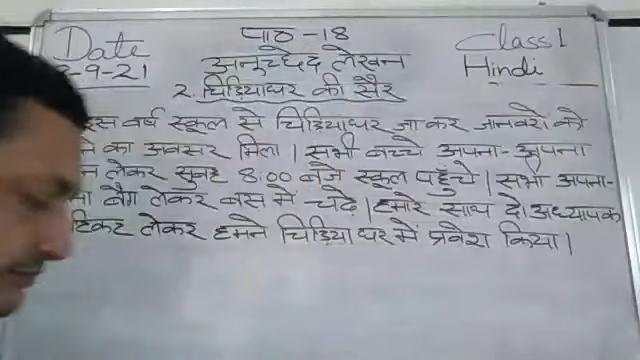 पाठ -18
Date
Class 1
-9-21
अनुच्छेद लेखन
Hindi
2. चिड़ियाघर की सैर
इस वर्ष स्कूल से चिड़ियाघर जा कर जानवरों को
का अवसर मिला। सभी बच्चे अपना-अपना
लेकर सुबह 8:00 बजे स्कूल पहुँचे। सभी अपना-
बैग लेकर बस में चढ़े। हमारे साथ दो अध्यापक
टिकट लेकर हमने चिड़िया घर में प्रवेश किया।